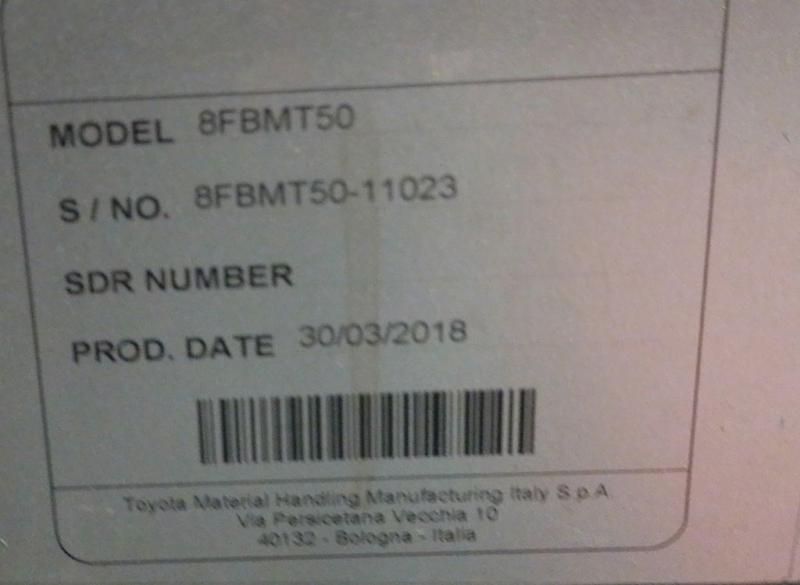 MODEL 8FBMT50
S / NO. 8FBMT50-11023
SDR NUMBER
PROD. DATE 30/03/2018
Toyota Material Handling Manufacturing Italy S.p.A.
Via Persicetana Vecchia 10
40132 - Bologna - Italia